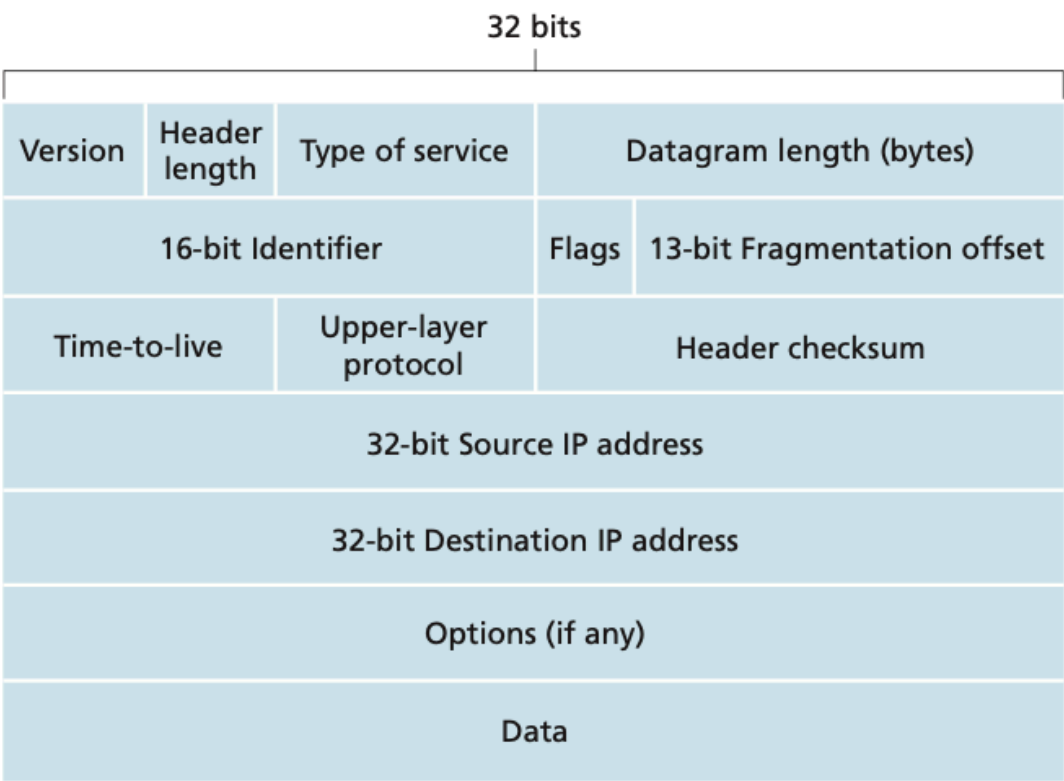 32 bits
Version
Header
length
Type of service
Datagram length (bytes)
16-bit Identifier
Flags
13-bit Fragmentation offset
Time-to-live
Upper-layer
protocol
Header checksum
32-bit Source IP address
32-bit Destination IP address
Options (if any)
Data